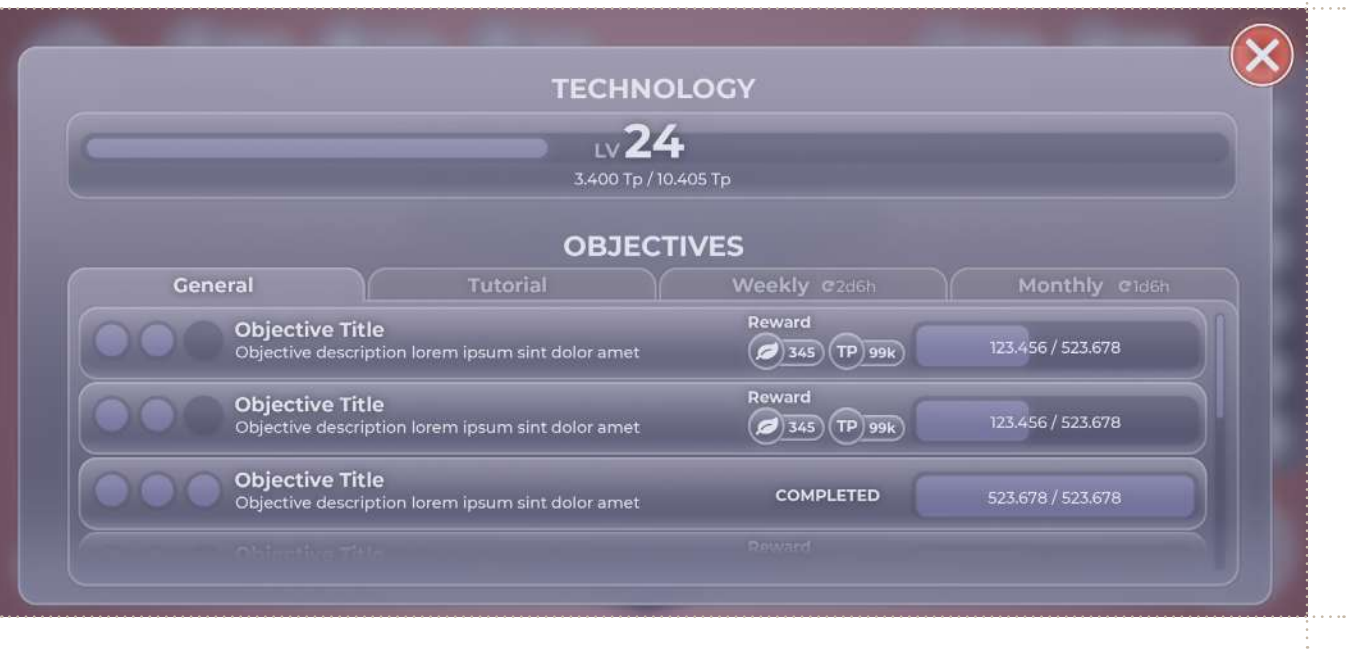 TECHNOLOGY
LV 24
3.400 Tp / 10.405 Tp
OBJECTIVES
General Tutorial Weekly 2d6h Monthly 1d6h
Objective Title
Objective description lorem ipsum sint dolor amet
Reward
345 TP 99k
123.456 / 523.678
Objective Title
Objective description lorem ipsum sint dolor amet
Reward
345 TP 99k
123.456 / 523.678
Objective Title
Objective description lorem ipsum sint dolor amet
COMPLETED
523.678 / 523.678
Objective Title
Reward